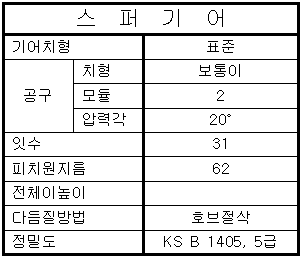 스 퍼 기 어
기어치형 표준
공구 치형 보통이
모듈 2
압력각 20°
잇수 31
피치원지름 62
전체이높이
다듬질방법 호브절삭
정밀도 KS B 1405, 5급